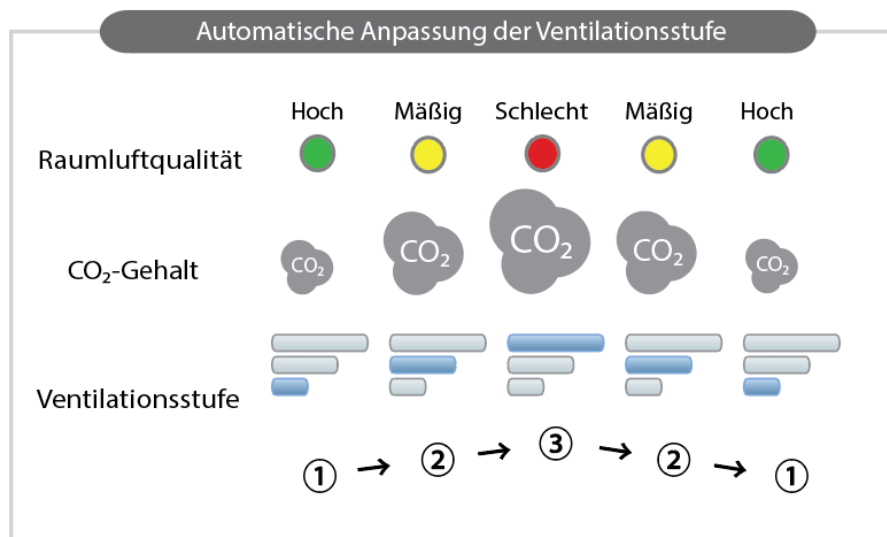 Automatische Anpassung der Ventilationsstufe
Hoch Mäßig Schlecht Mäßig Hoch
Raumluftqualität
CO₂-Gehalt CO₂ CO₂ CO₂ CO₂ CO₂
Ventilationsstufe
① → ② → ③ → ② → ①